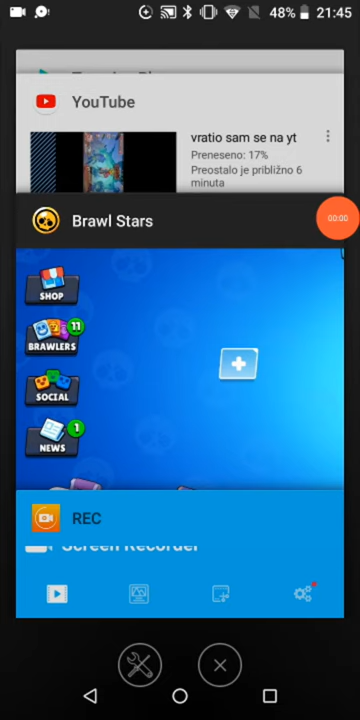 48% 21:45
YouTube
vratio sam se na yt
Preneseno: 17%
Preostalo je približno 6
minuta
Brawl Stars
00:00
SHOP
11
BRAWLERS
SOCIAL
1
NEWS
REC
Screen Recorder